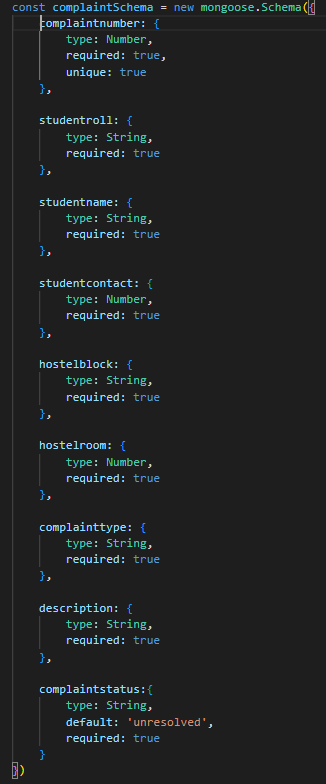 const complaintSchema = new mongoose.Schema({
complaintnumber: {
type: Number,
required: true,
unique: true
},
studentroll: {
type: String,
required: true
},
studentname: {
type: String,
required: true
},
studentcontact: {
type: Number,
required: true
},
hostelblock: {
type: String,
required: true
},
hostelroom: {
type: Number,
required: true
},
complainttype: {
type: String,
required: true
},
description: {
type: String,
required: true
},
complaintstatus:{
type: String,
default: 'unresolved',
required: true
}
})